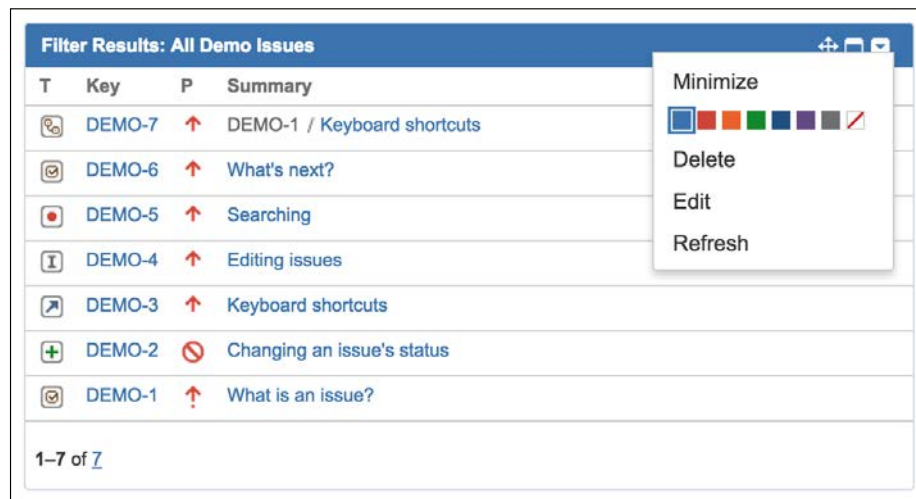 Filter Results: All Demo Issues
T Key P Summary
DEMO-7 DEMO-1 / Keyboard shortcuts
DEMO-6 What's next?
DEMO-5 Searching
DEMO-4 Editing issues
DEMO-3 Keyboard shortcuts
DEMO-2 Changing an issue's status
DEMO-1 What is an issue?
1–7 of 7
Minimize
Delete
Edit
Refresh